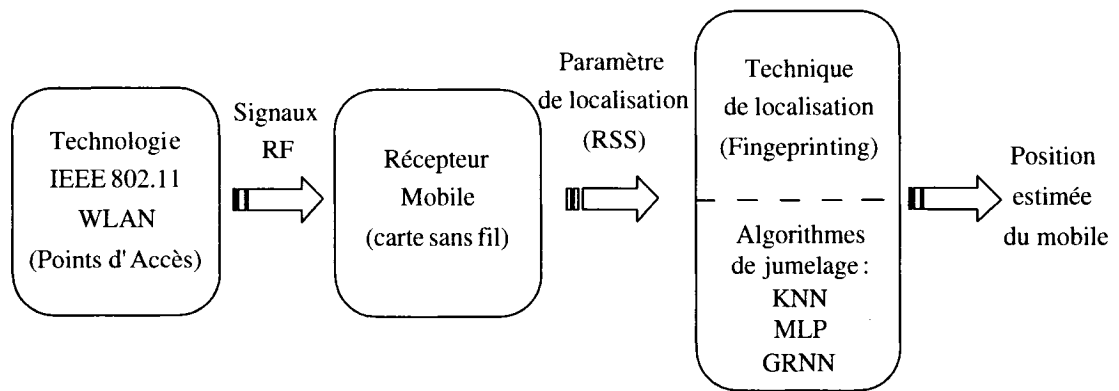 Technologie
IEEE 802.11
WLAN
(Points d'Accès)
Signaux
RF
Récepteur
Mobile
(carte sans fil)
Paramètre
de localisation
(RSS)
Technique
de localisation
(Fingeprinting)
Algorithmes
de jumelage :
KNN
MLP
GRNN
Position
estimée
du mobile